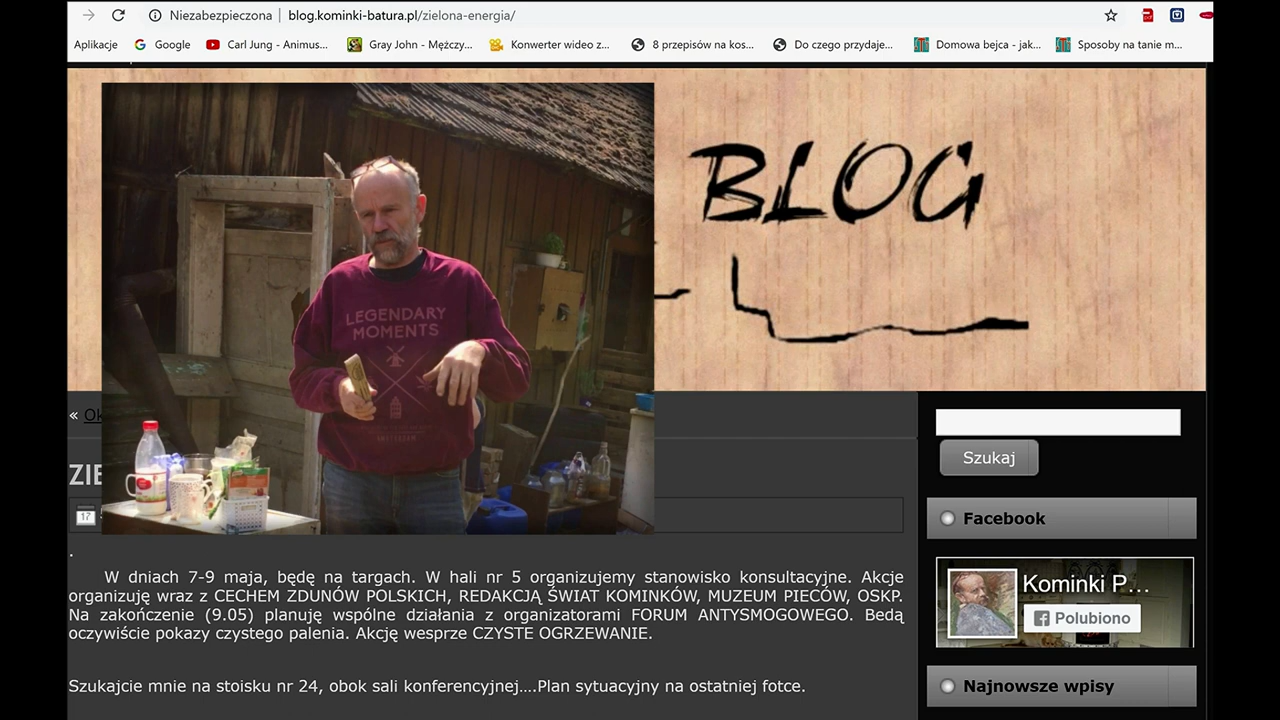 Niezabezpieczona | blog.kominki-batura.pl/zielona-energia/
Aplikacje Google Carl Jung - Animus... Gray John - Mężczy... Konwerter wideo z... 8 przepisów na kos... Do czego przydaje... Domowa bejca - jak... Sposoby na tanie m...
BLOG
LEGENDARY
MOMENTS
«
Szukaj
ZIE
17
Facebook
.
W dniach 7-9 maja, będę na targach. W hali nr 5 organizujemy stanowisko konsultacyjne. Akcje
organizuję wraz z CECHEM ZDUNÓW POLSKICH, REDAKCJĄ ŚWIAT KOMINKÓW, MUZEUM PIECÓW, OSKP.
Na zakończenie (9.05) planuję wspólne działania z organizatorami FORUM ANTYSMOGOWEGO. Bedą
oczywiście pokazy czystego palenia. Akcję wesprze CZYSTE OGRZEWANIE.
Kominki P...
Polubiono
Szukajcie mnie na stoisku nr 24, obok sali konferencyjnej....Plan sytuacyjny na ostatniej fotce.
Najnowsze wpisy